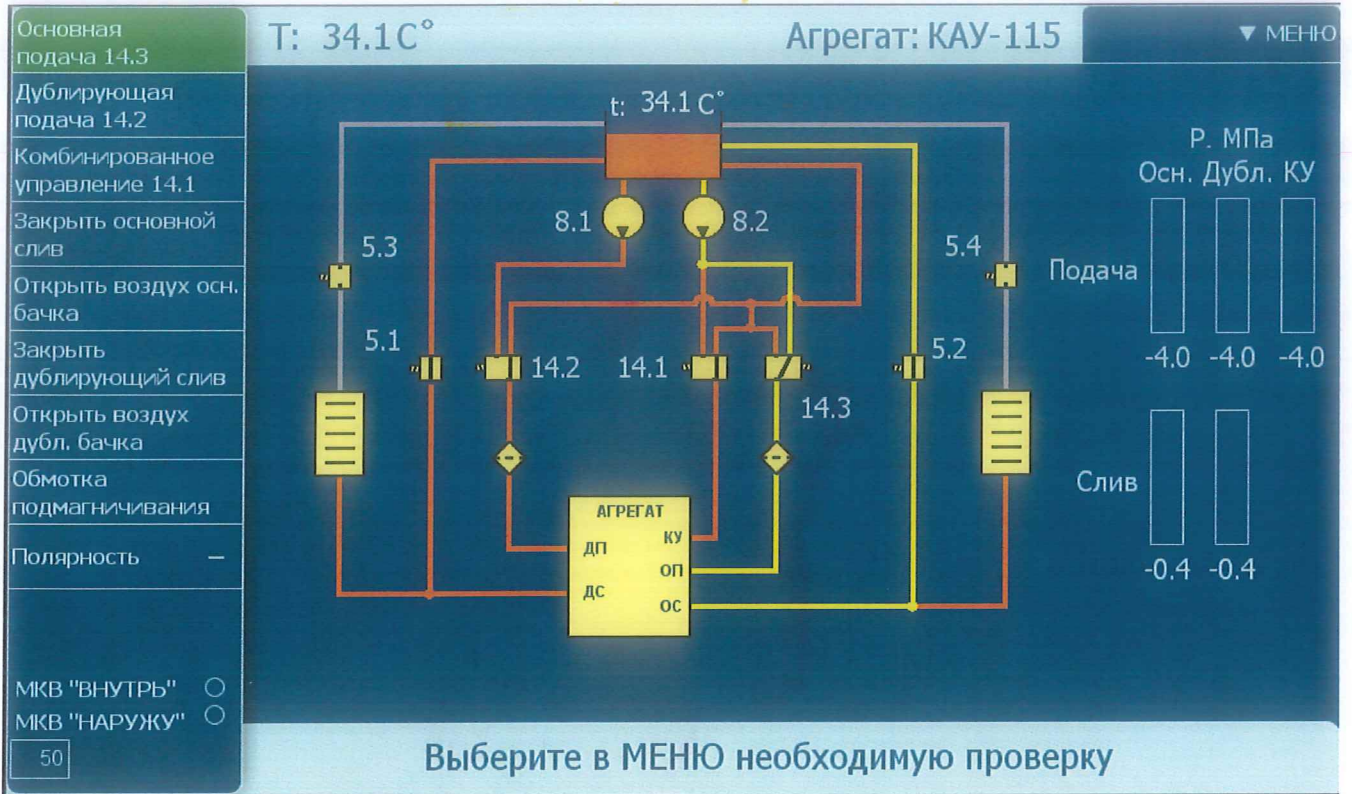 Основная
подача 14.3
Дублирующая
подача 14.2
Комбинированное
управление 14.1
Закрыть основной
слив
Открыть воздух осн.
бачка
Закрыть
дублирующий слив
Открыть воздух
дубл. бачка
Обмотка
подмагничивания
Полярность –
МКВ "ВНУТРЬ"
МКВ "НАРУЖУ"
50
T: 34.1C°
Агрегат: КАУ-115
▼ МЕНЮ
t: 34.1 C°
8.1
8.2
5.3
5.4
5.1
14.2
14.1
5.2
14.3
АГРЕГАТ
КУ
ДП
ОП
ДС
ОС
Р. МПа
Осн. Дубл. КУ
Подача
-4.0 -4.0 -4.0
Слив
-0.4 -0.4
Выберите в МЕНЮ необходимую проверку